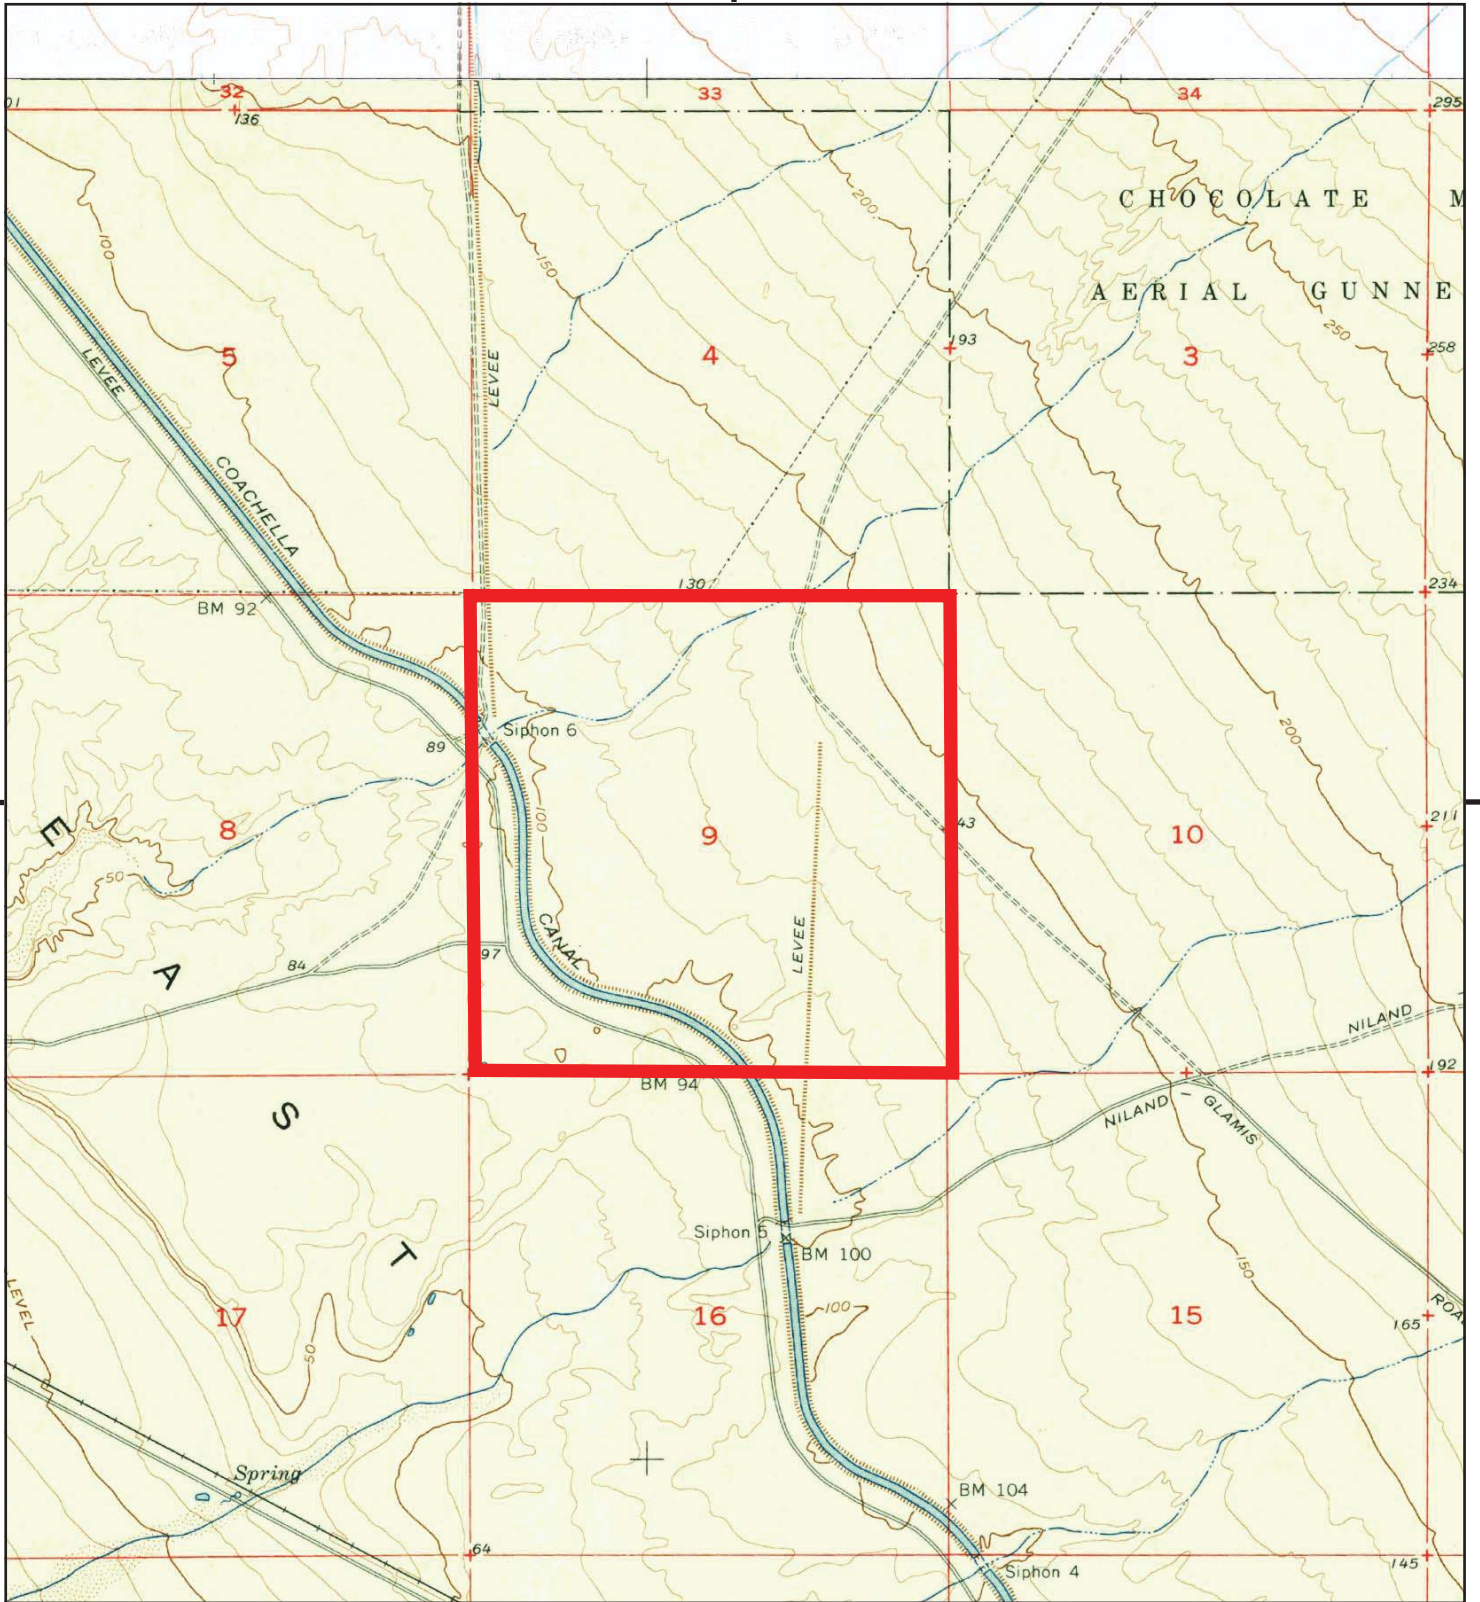 32
33
34
01
136
295
200
CHOCOLATE M
100
150
AERIAL GUNNE
250
193
258
5
4
3
LEVEE
LEVEE
COACHELLA
130
234
BM 92
Siphon 6
200
89
100
43
211
8
9
10
E
50
CANAL
LEVEE
97
84
A
NILAND
192
BM 94
NILAND – GLAMIS
S
Siphon 5
BM 100
T
150
LEVEL
17
16
100
15
ROA
165
50
Spring
BM 104
64
145
Siphon 4